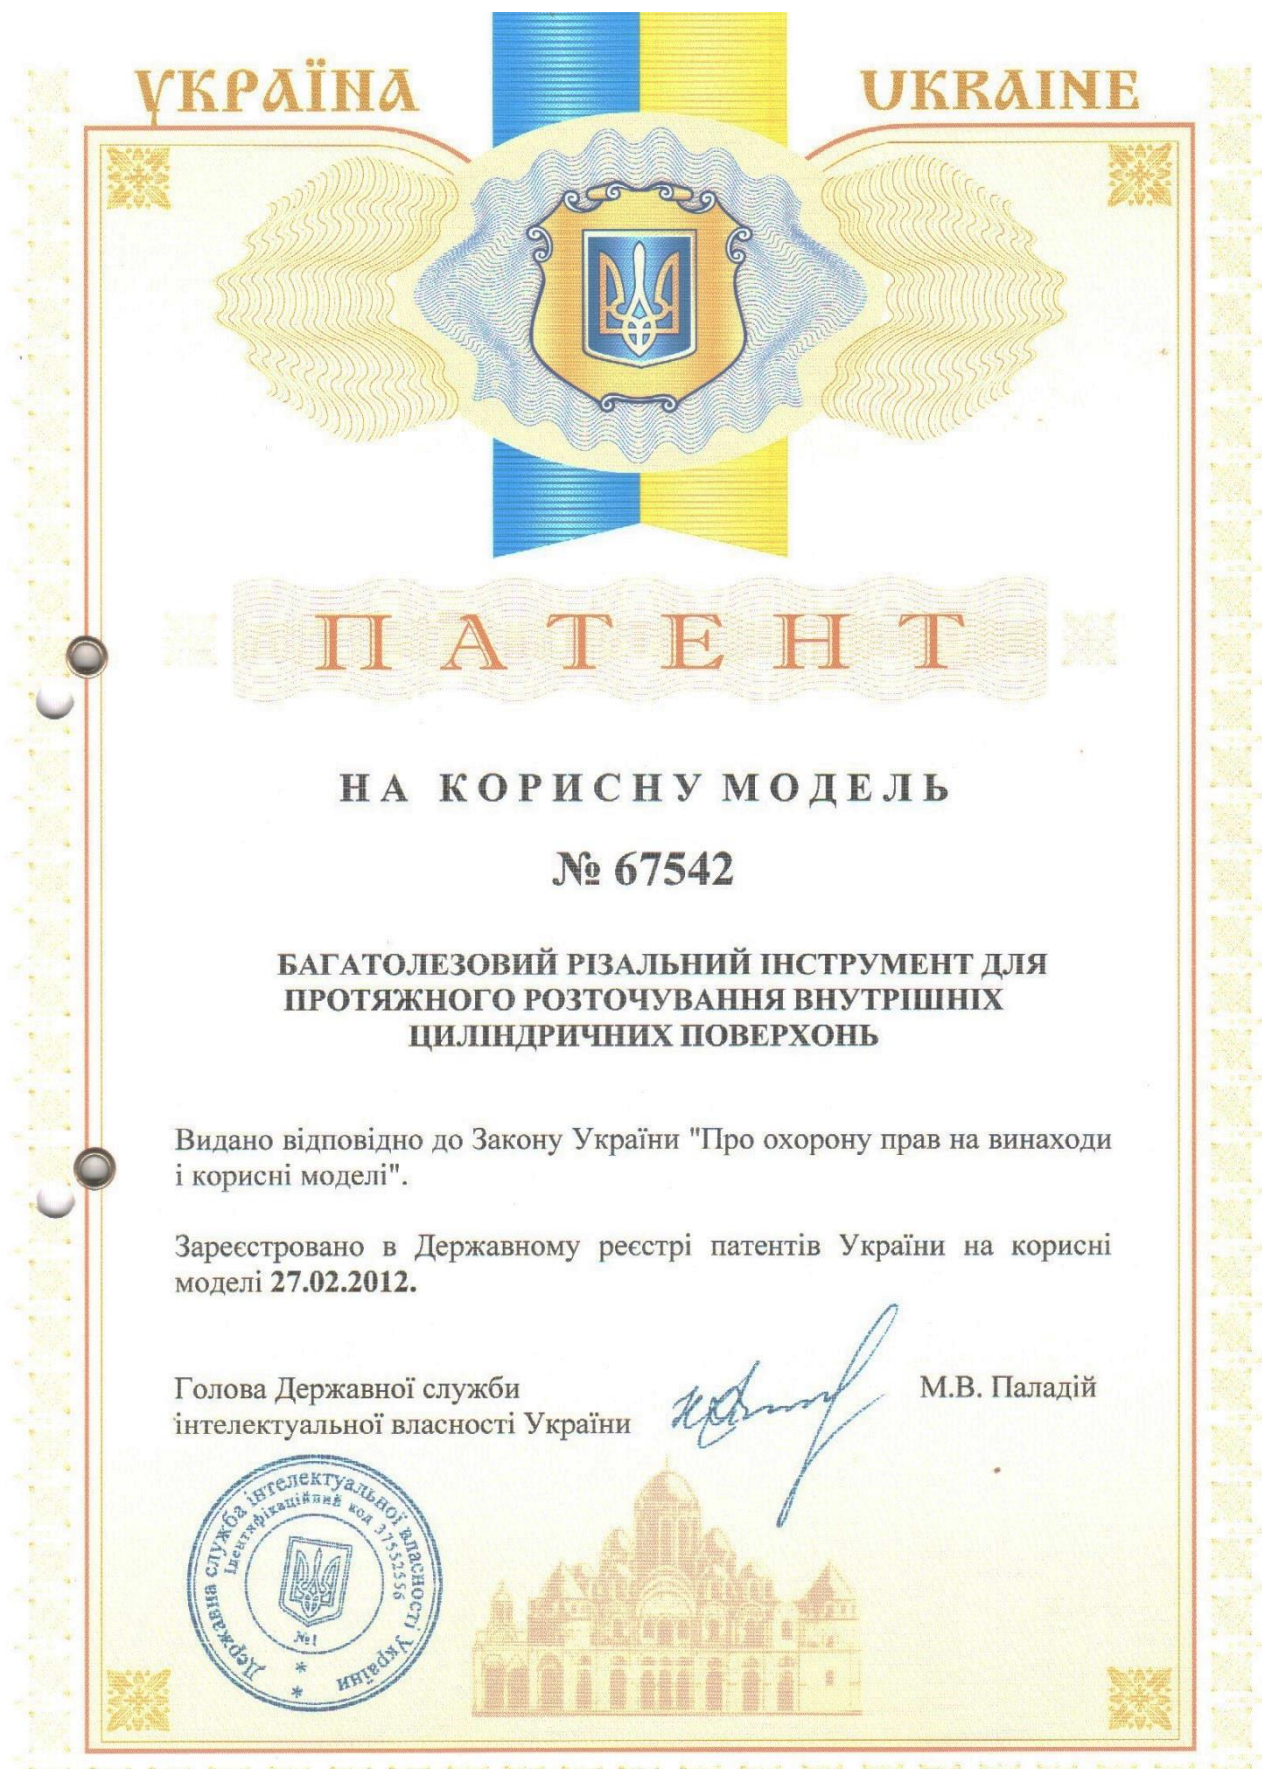 УКРАЇНА
UKRAINE
ПАТЕНТ
НА КОРИСНУ МОДЕЛЬ
№ 67542
БАГАТОЛЕЗОВИЙ РІЗАЛЬНИЙ ІНСТРУМЕНТ ДЛЯ
ПРОТЯЖНОГО РОЗТОЧУВАННЯ ВНУТРІШНІХ
ЦИЛІНДРИЧНИХ ПОВЕРХОНЬ
Видано відповідно до Закону України "Про охорону прав на винаходи
і корисні моделі".
Зареєстровано в Державному реєстрі патентів України на корисні
моделі 27.02.2012.
Голова Державної служби
інтелектуальної власності України
М.В. Паладій
Державна служба інтелектуальної власності України
Ідентифікаційний код 37552556
№1